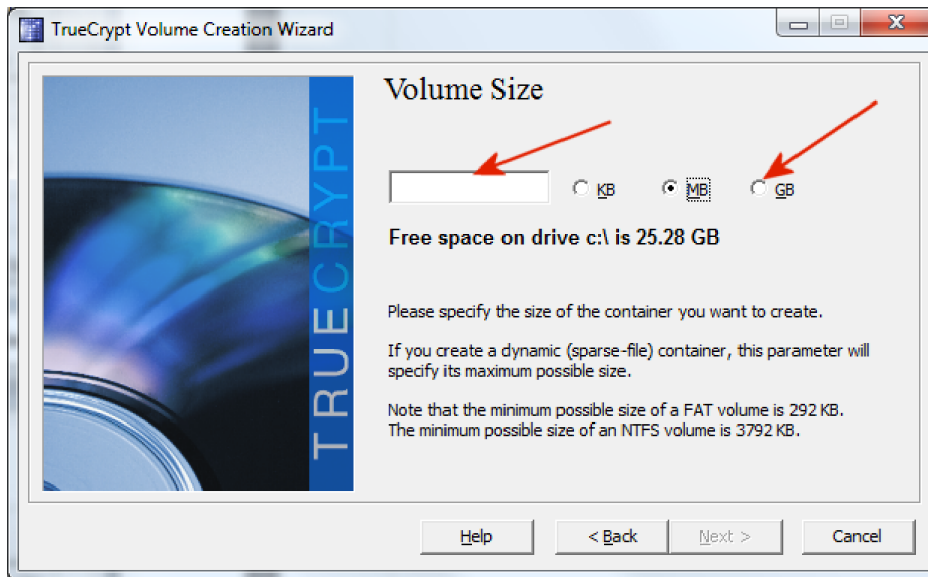 TrueCrypt Volume Creation Wizard
TRUECRYPT
Volume Size
KB MB GB
Free space on drive c:\ is 25.28 GB
Please specify the size of the container you want to create.
If you create a dynamic (sparse-file) container, this parameter will
specify its maximum possible size.
Note that the minimum possible size of a FAT volume is 292 KB.
The minimum possible size of an NTFS volume is 3792 KB.
Help < Back Next > Cancel